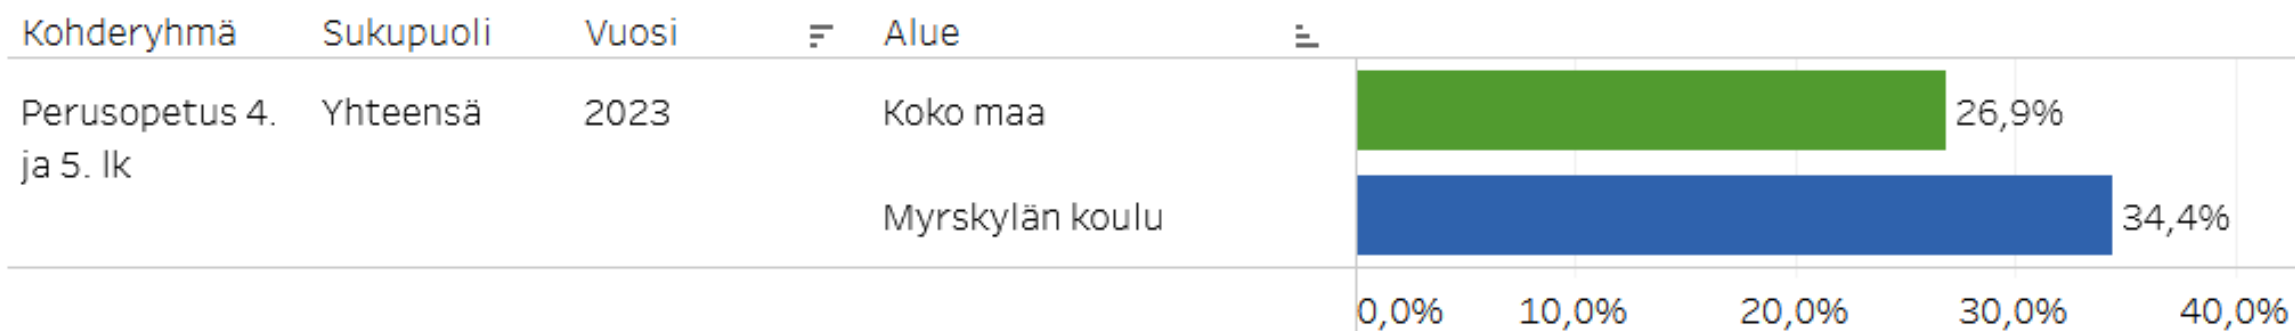 Kohderyhmä Sukupuoli Vuosi Alue
Perusopetus 4. Yhteensä 2023 Koko maa 26,9%
ja 5. lk
Myrskylän koulu 34,4%
0,0% 10,0% 20,0% 30,0% 40,0%